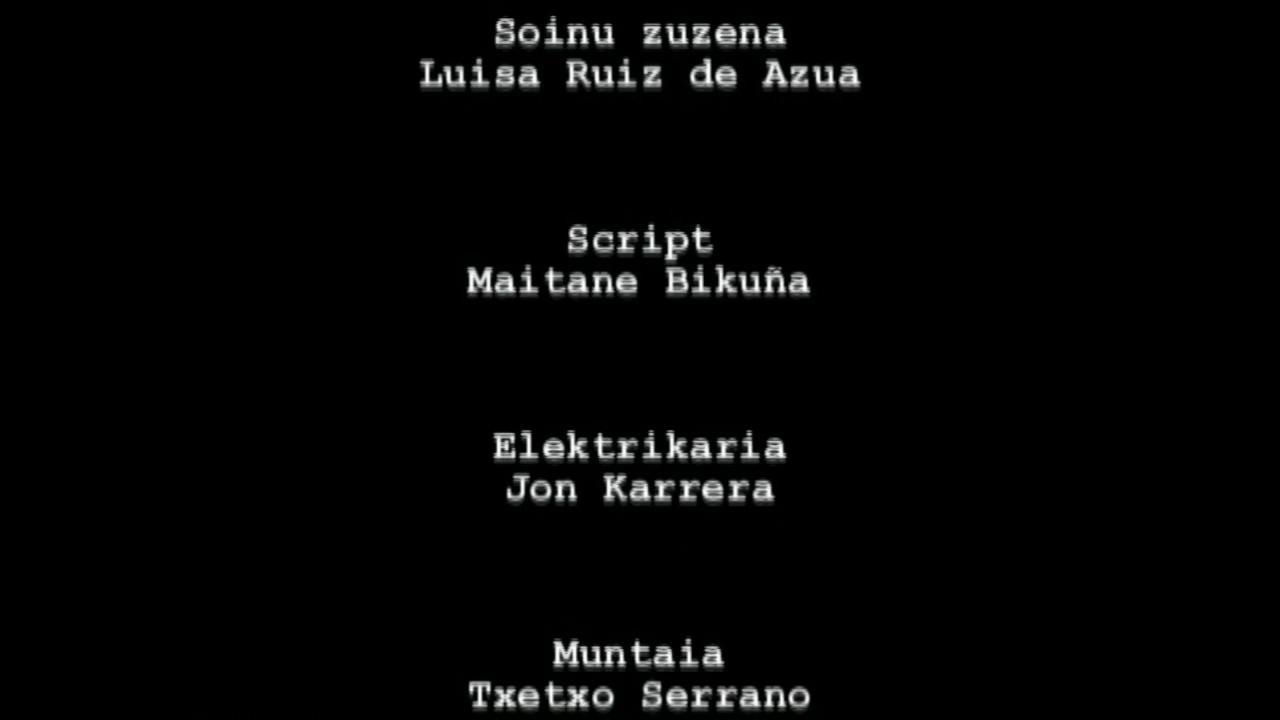 Soinu zuzena
Luisa Ruiz de Azua
Script
Maitane Bikuña
Elektrikaria
Jon Karrera
Muntaia
Txetxo Serrano